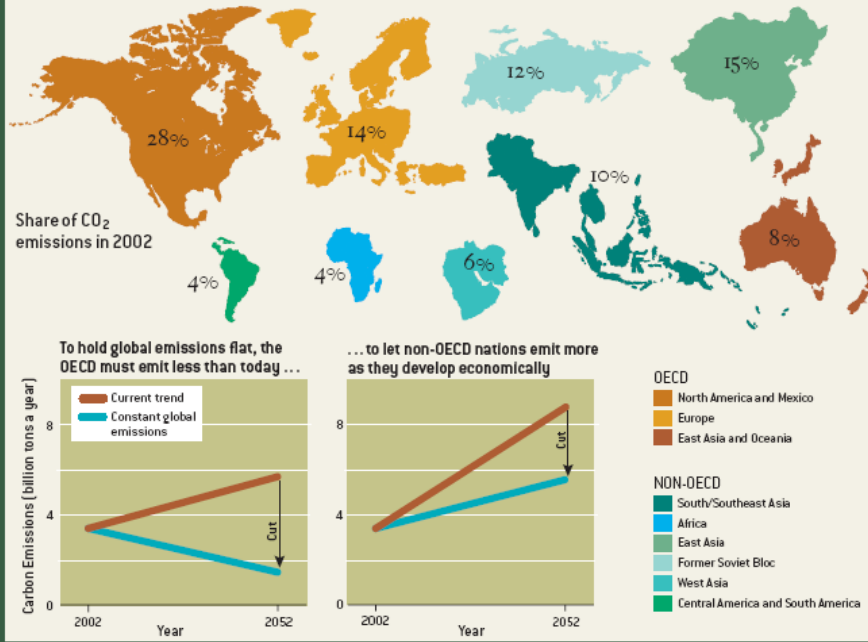 28%
14%
12%
15%
10%
Share of CO2
emissions in 2002
4%
4%
6%
8%
To hold global emissions flat, the
OECD must emit less than today ...
... to let non-OECD nations emit more
as they develop economically
Carbon Emissions (billion tons a year)
8
4
0
Current trend
Constant global
emissions
Cut
2002
2052
Year
8
4
0
Cut
2002
2052
Year
OECD
North America and Mexico
Europe
East Asia and Oceania
NON-OECD
South/Southeast Asia
Africa
East Asia
Former Soviet Bloc
West Asia
Central America and South America